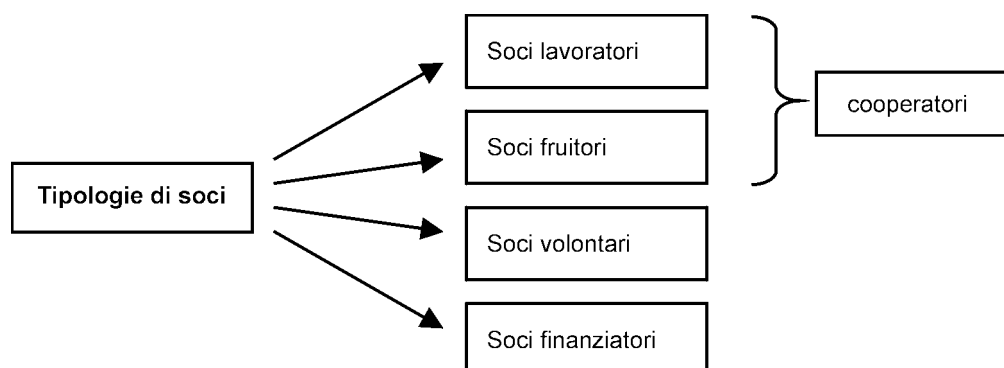 Soci lavoratori
cooperatori
Soci fruitori
Tipologie di soci
Soci volontari
Soci finanziatori